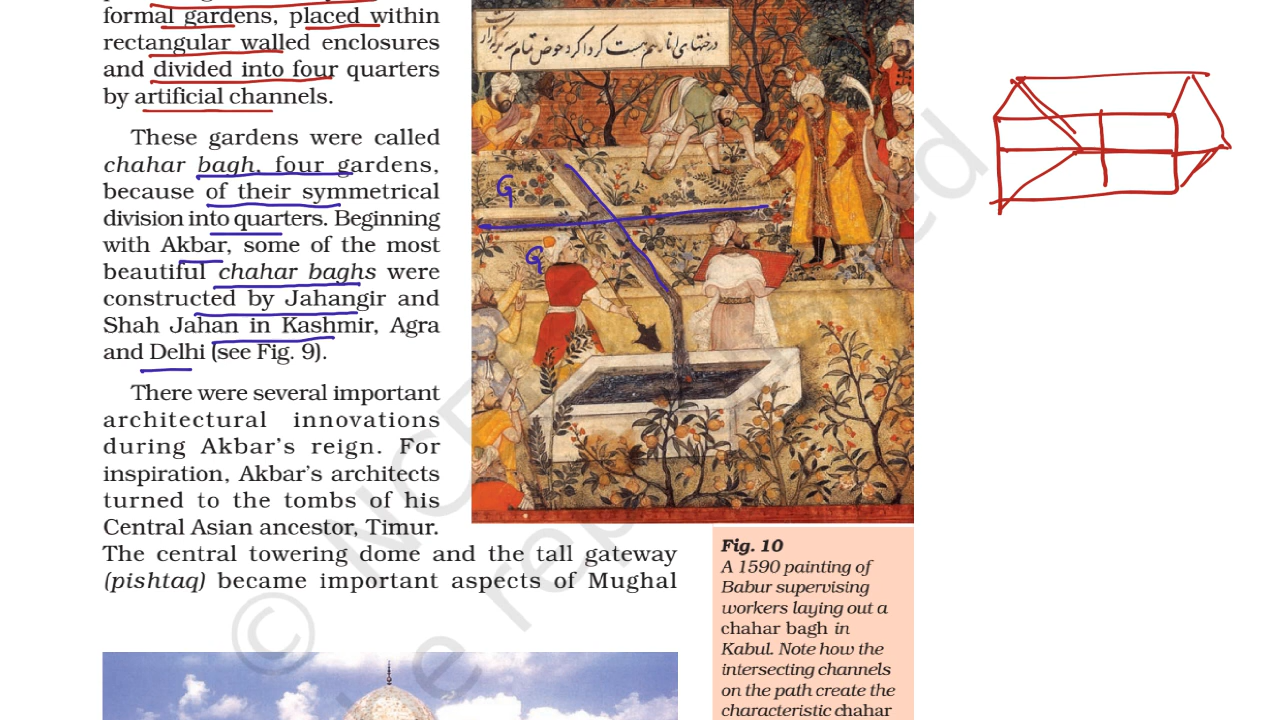 formal gardens, placed within
rectangular walled enclosures
and divided into four quarters
by artificial channels.
These gardens were called
chahar bagh, four gardens,
because of their symmetrical
division into quarters. Beginning
with Akbar, some of the most
beautiful chahar baghs were
constructed by Jahangir and
Shah Jahan in Kashmir, Agra
and Delhi (see Fig. 9).
There were several important
architectural innovations
during Akbar's reign. For
inspiration, Akbar's architects
turned to the tombs of his
Central Asian ancestor, Timur.
The central towering dome and the tall gateway
(pishtaq) became important aspects of Mughal
G
G
Fig. 10
A 1590 painting of
Babur supervising
workers laying out a
chahar bagh in
Kabul. Note how the
intersecting channels
on the path create the
characteristic chahar